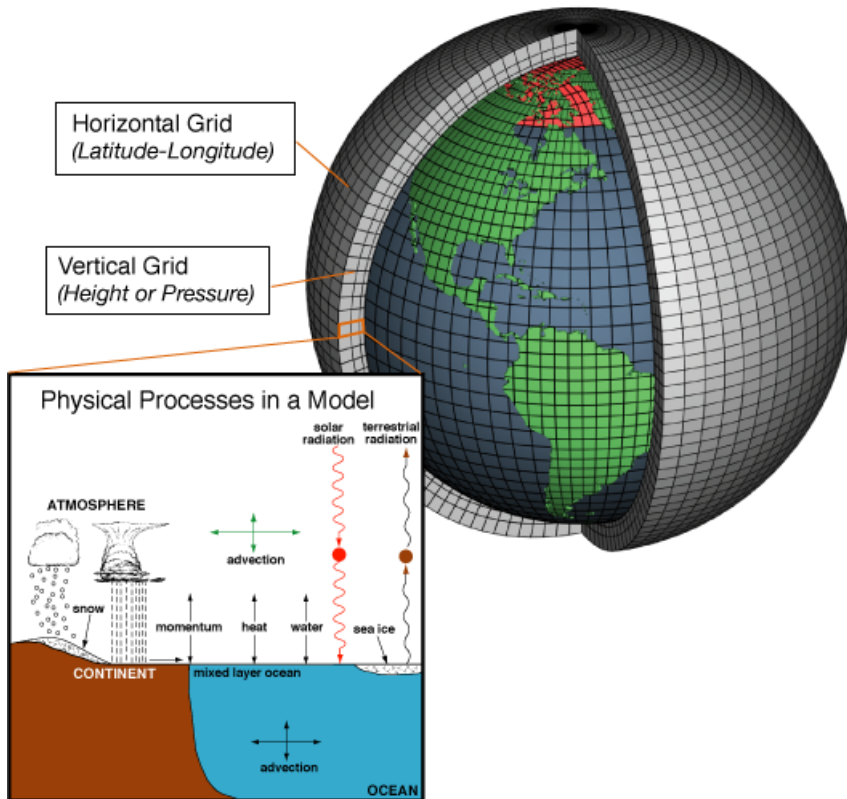 Horizontal Grid
(Latitude-Longitude)
Vertical Grid
(Height or Pressure)
Physical Processes in a Model
solar
radiation
terrestrial
radiation
ATMOSPHERE
advection
snow
momentum
heat
water
sea ice
CONTINENT
mixed layer ocean
advection
OCEAN